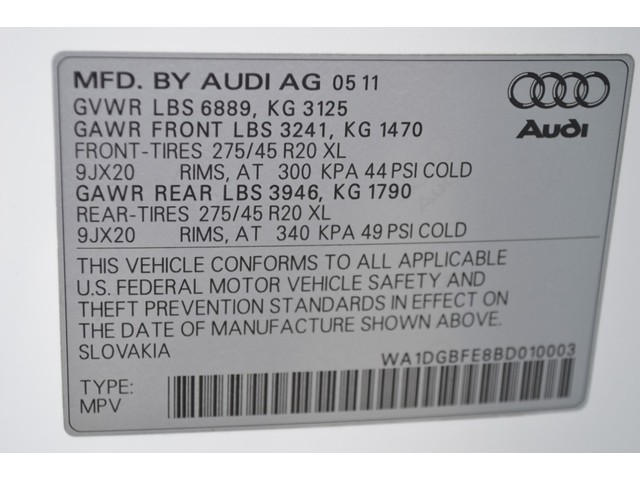 MFD. BY AUDI AG 05 11
GVWR LBS 6889, KG 3125
GAWR FRONT LBS 3241, KG 1470
FRONT-TIRES 275/45 R20 XL
9JX20 RIMS, AT 300 KPA 44 PSI COLD
GAWR REAR LBS 3946, KG 1790
REAR-TIRES 275/45 R20 XL
9JX20 RIMS, AT 340 KPA 49 PSI COLD
Audi
THIS VEHICLE CONFORMS TO ALL APPLICABLE
U.S. FEDERAL MOTOR VEHICLE SAFETY AND
THEFT PREVENTION STANDARDS IN EFFECT ON
THE DATE OF MANUFACTURE SHOWN ABOVE.
SLOVAKIA WA1DGBFE8BD010003
TYPE:
MPV